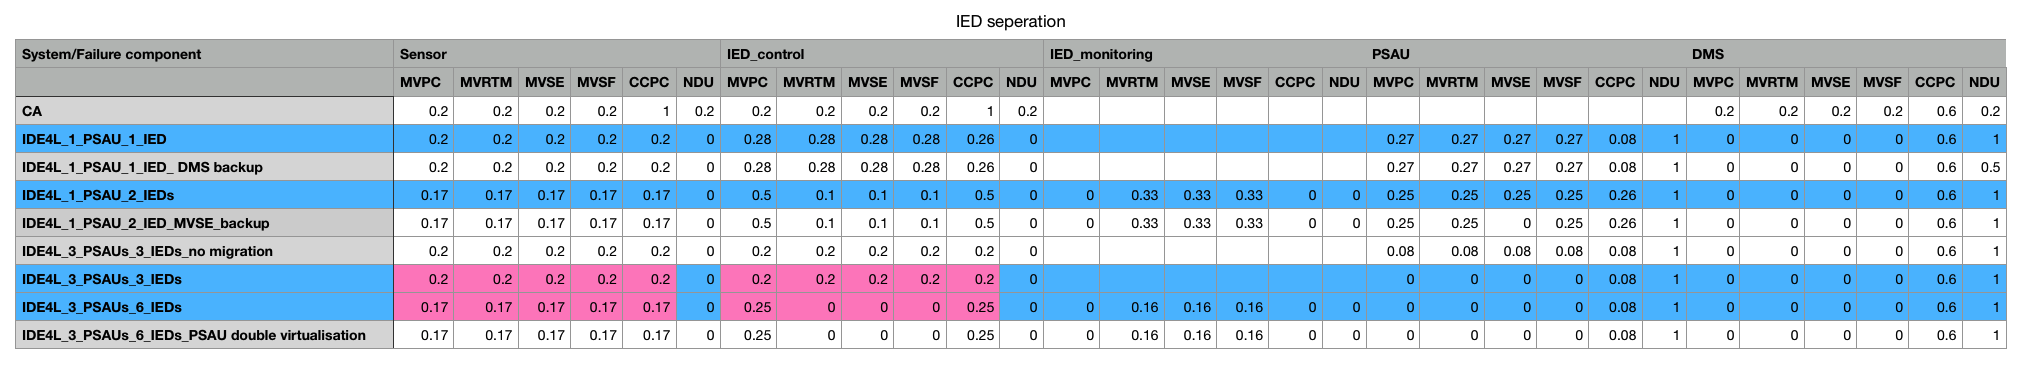 IED seperation
System/Failure component Sensor IED_control IED_monitoring PSAU DMS
MVPC MVRTM MVSE MVSF CCPC NDU MVPC MVRTM MVSE MVSF CCPC NDU MVPC MVRTM MVSE MVSF CCPC NDU MVPC MVRTM MVSE MVSF CCPC NDU MVPC MVRTM MVSE MVSF CCPC NDU
CA 0.2 0.2 0.2 0.2 1 0.2 0.2 0.2 0.2 0.2 1 0.2 0.2 0.2 0.2 0.2 0.6 0.2
IDE4L_1_PSAU_1_IED 0.2 0.2 0.2 0.2 0.2 0 0.28 0.28 0.28 0.28 0.26 0 0.27 0.27 0.27 0.27 0.08 1 0 0 0 0 0.6 1
IDE4L_1_PSAU_1_IED_ DMS backup 0.2 0.2 0.2 0.2 0.2 0 0.28 0.28 0.28 0.28 0.26 0 0.27 0.27 0.27 0.27 0.08 1 0 0 0 0 0.6 0.5
IDE4L_1_PSAU_2_IEDs 0.17 0.17 0.17 0.17 0.17 0 0.5 0.1 0.1 0.1 0.5 0 0 0.33 0.33 0.33 0 0 0.25 0.25 0.25 0.25 0.26 1 0 0 0 0 0.6 1
IDE4L_1_PSAU_2_IED_MVSE_backup 0.17 0.17 0.17 0.17 0.17 0 0.5 0.1 0.1 0.1 0.5 0 0 0.33 0.33 0.33 0 0 0.25 0.25 0 0.25 0.26 1 0 0 0 0 0.6 1
IDE4L_3_PSAUs_3_IEDs_no migration 0.2 0.2 0.2 0.2 0.2 0 0.2 0.2 0.2 0.2 0.2 0 0.08 0.08 0.08 0.08 0.08 1 0 0 0 0 0.6 1
IDE4L_3_PSAUs_3_IEDs 0.2 0.2 0.2 0.2 0.2 0 0.2 0.2 0.2 0.2 0.2 0 0 0 0 0 0.08 1 0 0 0 0 0.6 1
IDE4L_3_PSAUs_6_IEDs 0.17 0.17 0.17 0.17 0.17 0 0.25 0 0 0 0.25 0 0 0.16 0.16 0.16 0 0 0 0 0 0 0.08 1 0 0 0 0 0.6 1
IDE4L_3_PSAUs_6_IEDs_PSAU double virtualisation 0.17 0.17 0.17 0.17 0.17 0 0.25 0 0 0 0.25 0 0 0.16 0.16 0.16 0 0 0 0 0 0 0.08 1 0 0 0 0 0.6 1